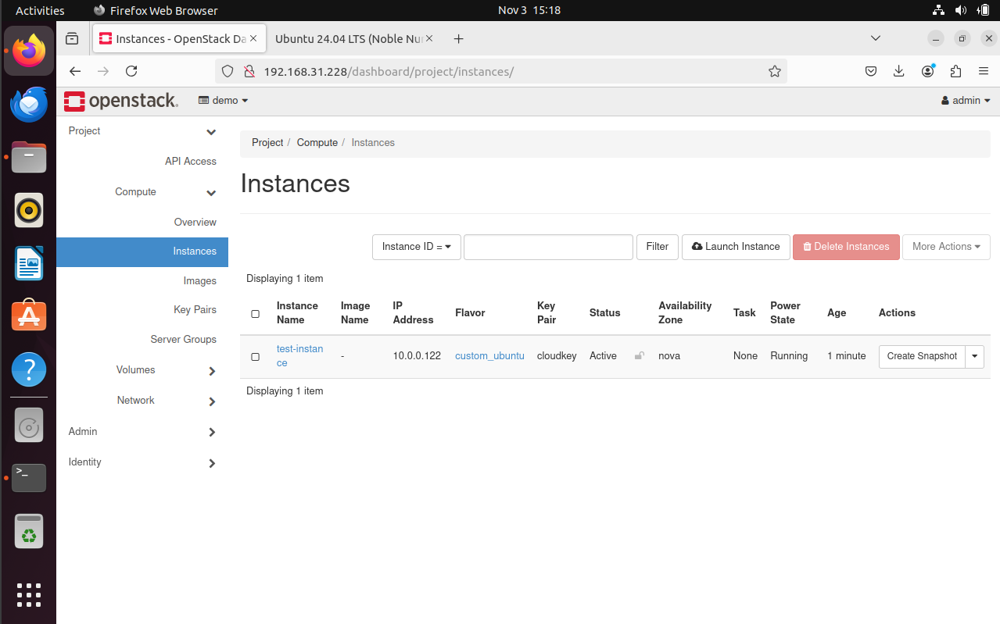 Activities Firefox Web Browser Nov 3 15:18
Instances - OpenStack Da Ubuntu 24.04 LTS (Noble Nu
192.168.31.228/dashboard/project/instances/
openstack. demo admin
Project
API Access
Compute
Overview
Instances
Images
Key Pairs
Server Groups
Volumes
Network
Admin
Identity
Project / Compute / Instances
Instances
Instance ID = Filter Launch Instance Delete Instances More Actions
Displaying 1 item
Instance Name Image Name IP Address Flavor Key Pair Status Availability Zone Task Power State Age Actions
test-instance - 10.0.0.122 custom_ubuntu cloudkey Active nova None Running 1 minute Create Snapshot
Displaying 1 item